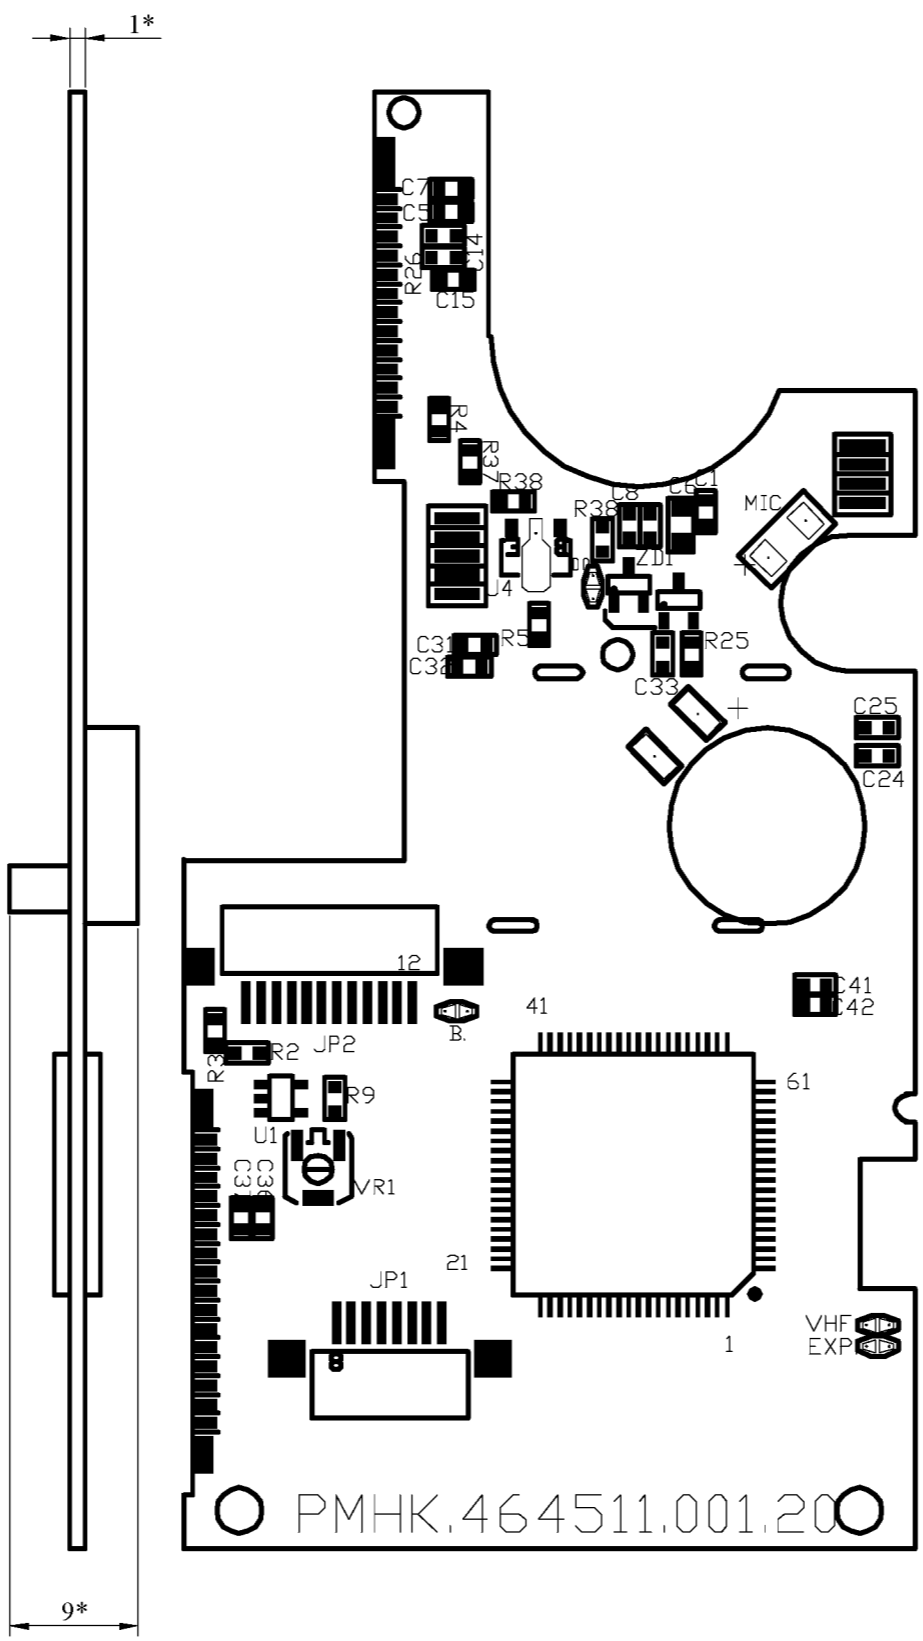 1*
C7
C5
C14
R26
C15
R4
R37
R38
C8
C6
C1
R38
MIC
+
ZD1
U4
R5
C31
C32
R25
C33
+
C25
C24
12
41
C41
C42
B.
JP2
R3
R2
61
R9
U1
C37
C36
VR1
21
JP1
VHF
EXP.
1
PMHK.464511.001.20
9*